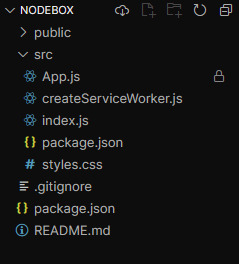 NODEBOX
public
src
App.js
createServiceWorker.js
index.js
{} package.json
# styles.css
.gitignore
{} package.json
README.md